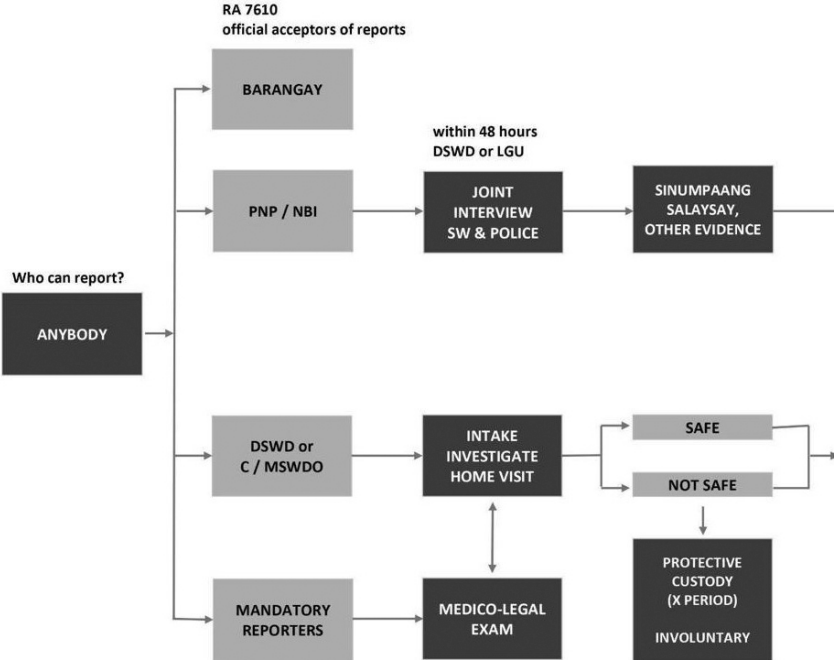 RA 7610
official acceptors of reports
BARANGAY
within 48 hours
DSWD or LGU
PNP / NBI
JOINT
INTERVIEW
SW & POLICE
SINUMPAANG
SALAYSAY,
OTHER EVIDENCE
Who can report?
ANYBODY
DSWD or
C / MSWDO
INTAKE
INVESTIGATE
HOME VISIT
SAFE
NOT SAFE
MANDATORY
REPORTERS
MEDICO-LEGAL
EXAM
PROTECTIVE
CUSTODY
(X PERIOD)
INVOLUNTARY